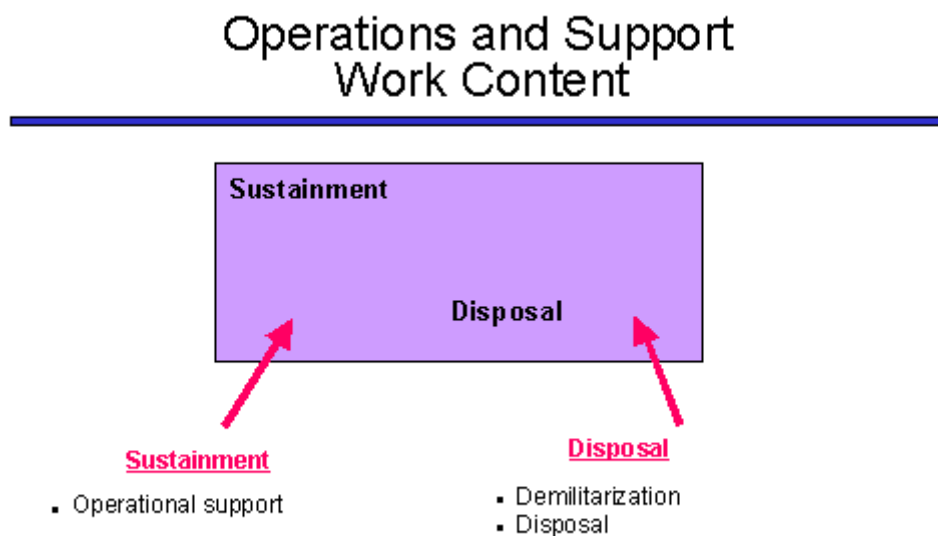 Operations and Support
Work Content
Sustainment
Disposal
Sustainment
▪ Operational support
Disposal
▪ Demilitarization
▪ Disposal